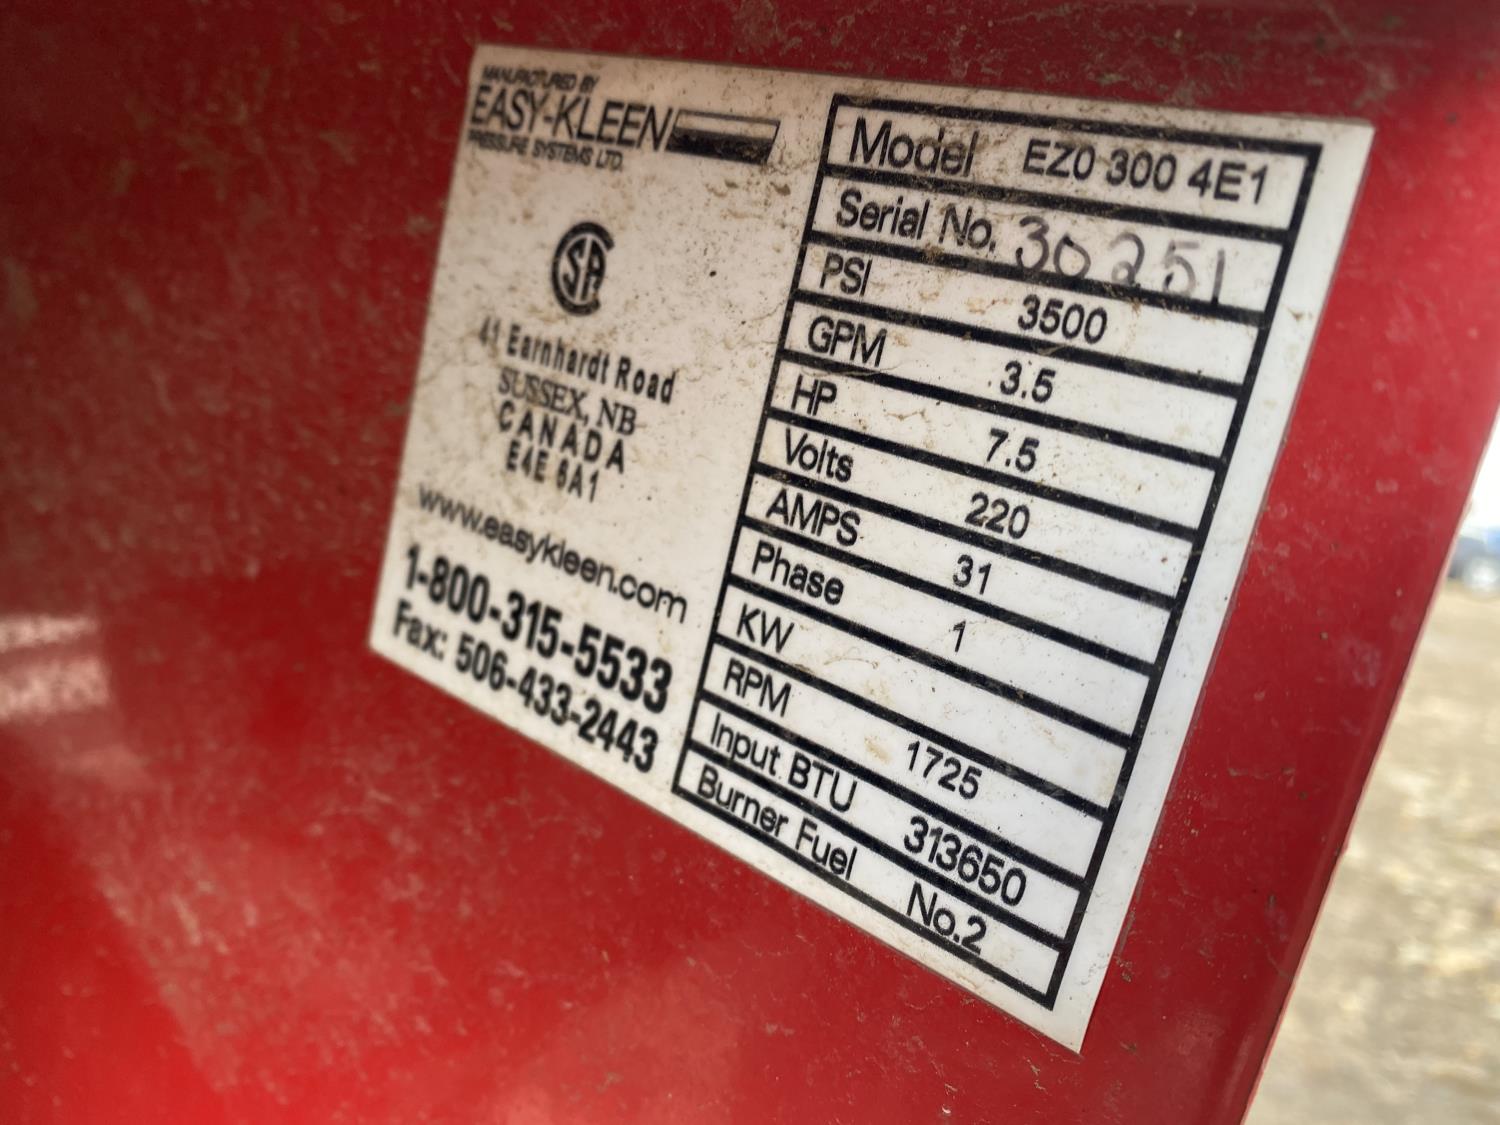 MANUFACTURED BY
EASY-KLEEN
PRESSURE SYSTEMS LTD.
SA
41 Earnhardt Road
SUSSEX, NB
CANADA
E4E 6A1
www.easykleen.com
1-800-315-5533
Fax: 506-433-2443
Model EZO 300 4E1
Serial No. 30251
PSI 3500
GPM 3.5
HP 7.5
Volts 220
AMPS 31
Phase 1
KW
RPM 1725
Input BTU 313650
Burner Fuel No.2